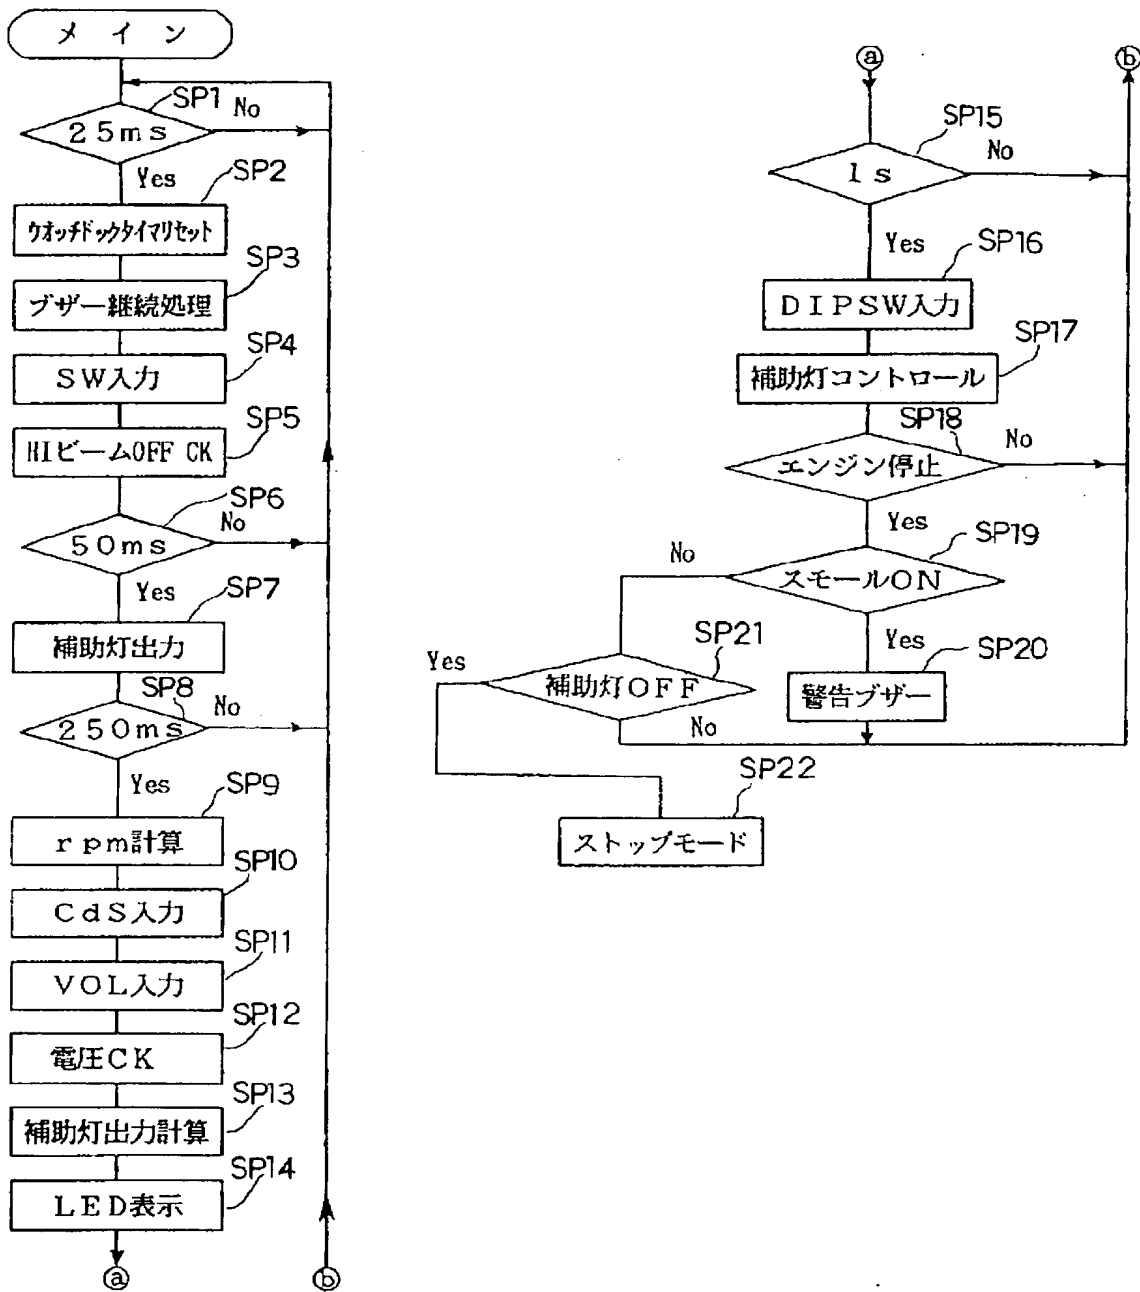 メイン
SP1
25ms
No
Yes
SP2
ウオッチドックタイマリセット
SP3
ブザー継続処理
SP4
SW入力
SP5
HIビームOFF CK
SP6
50ms
No
Yes
SP7
補助灯出力
SP8
250ms
No
Yes
SP9
rpm計算
SP10
CdS入力
SP11
VOL入力
SP12
電圧CK
SP13
補助灯出力計算
SP14
LED表示
ⓐ
ⓑ
ⓐ
ⓑ
SP15
1s
No
Yes
SP16
DIPSW入力
SP17
補助灯コントロール
SP18
エンジン停止
No
Yes
SP19
スモールON
No
Yes
SP20
警告ブザー
SP21
補助灯OFF
Yes
No
SP22
ストップモード